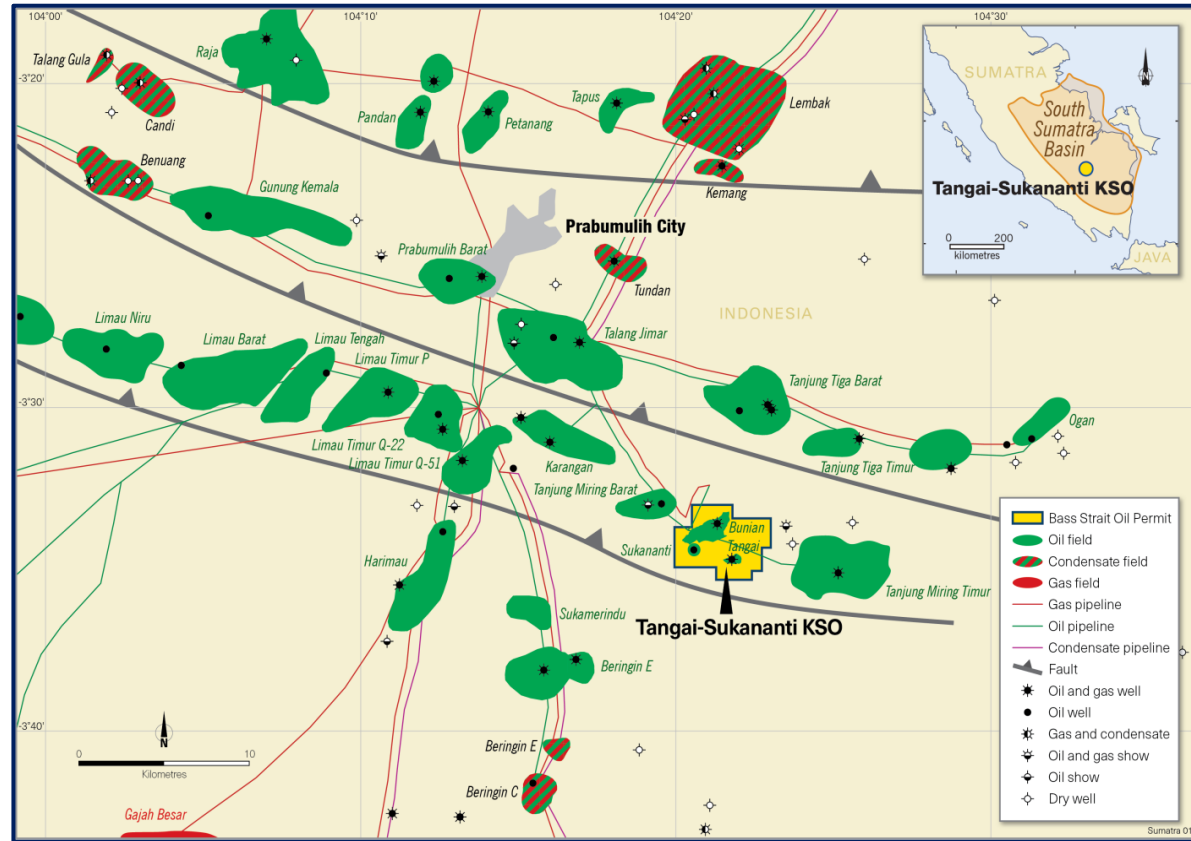 104°00'
104°10'
104°20'
104°30'
-3°20'
-3°30'
-3°40'
Talang Gula
Candi
Raja
Pandan
Petanang
Tapus
Lembak
Kemang
Benuang
Gunung Kemala
Prabumulih City
Prabumulih Barat
Tundan
INDONESIA
Limau Niru
Limau Barat
Limau Tengah
Limau Timur P
Talang Jimar
Tanjung Tiga Barat
Ogan
Limau Timur Q-22
Limau Timur Q-51
Karangan
Tanjung Tiga Timur
Tanjung Miring Barat
Bunian
Sukananti
Tangai
Harimau
Tanjung Miring Timur
Sukamerindu
Tangai-Sukananti KSO
Beringin E
Beringin E
Beringin C
Gajah Besar
N
0 10
Kilometres
SUMATRA
N
South
Sumatra
Basin
Tangai-Sukananti KSO
0 200
kilometres
JAVA
Bass Strait Oil Permit
Oil field
Condensate field
Gas field
Gas pipeline
Oil pipeline
Condensate pipeline
Fault
Oil and gas well
Oil well
Gas and condensate
Oil and gas show
Oil show
Dry well
Sumatra 01